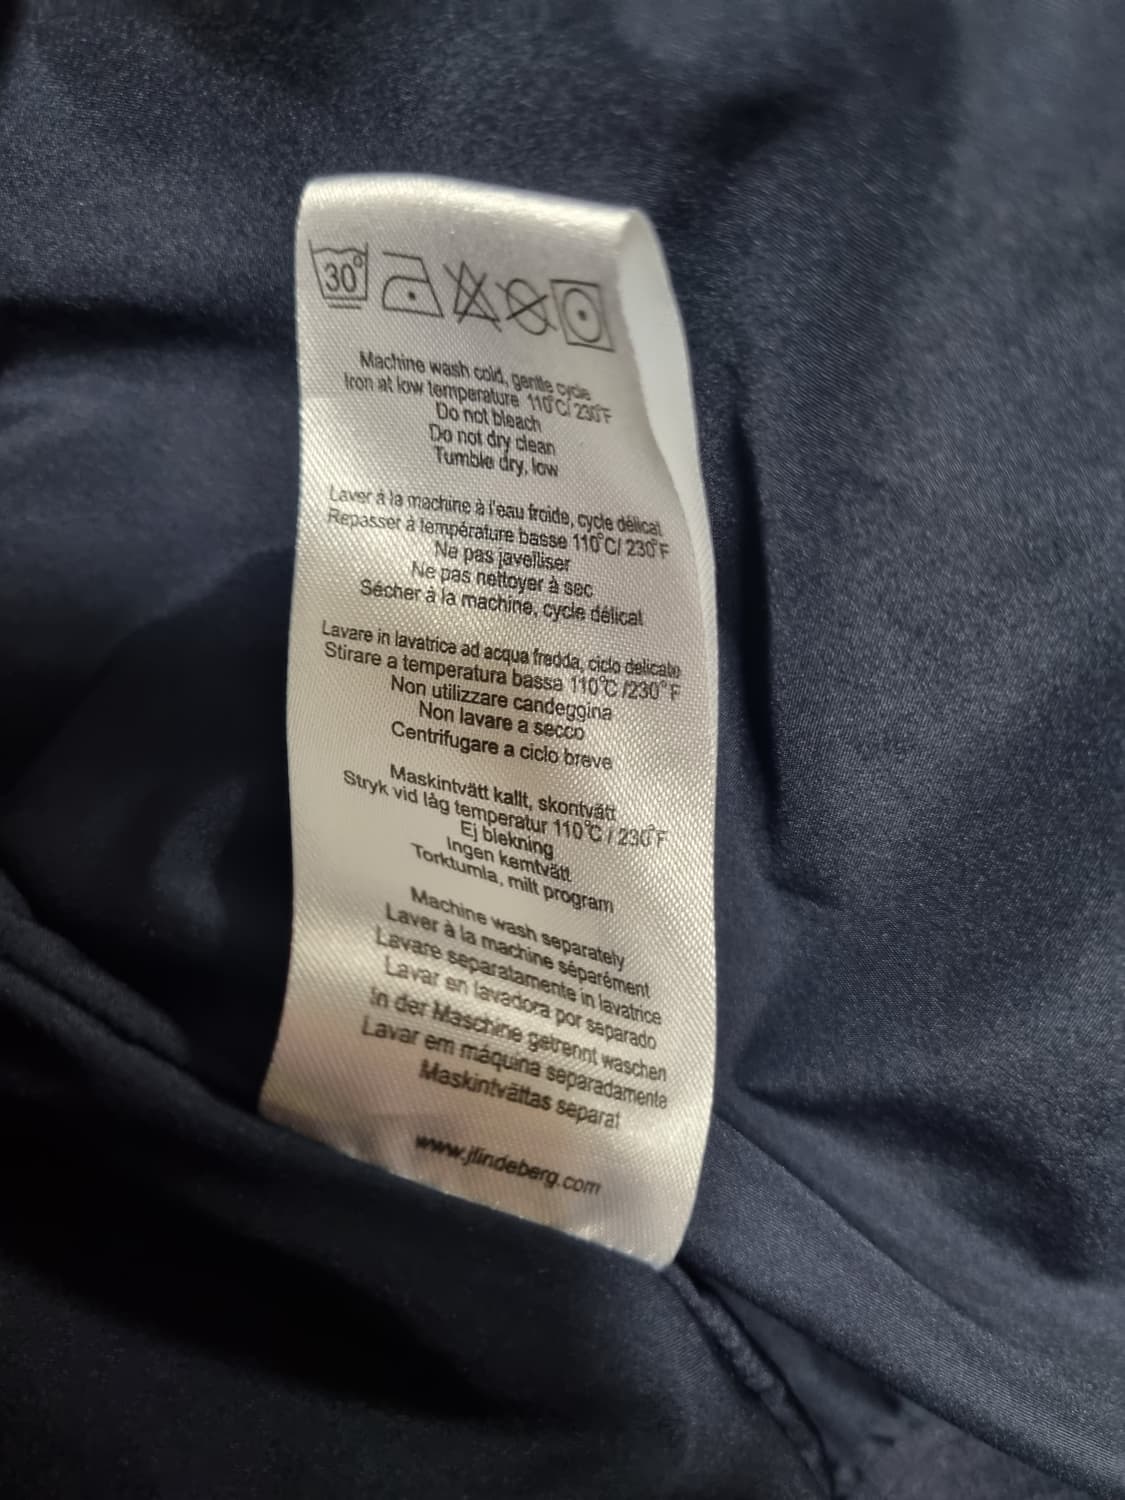 30°
Machine wash cold, gentle cycle
Iron at low temperature 110°C/ 230°F
Do not bleach
Do not dry clean
Tumble dry, low
Laver à la machine à l'eau froide, cycle délicat
Repasser à température basse 110°C/ 230°F
Ne pas javelliser
Ne pas nettoyer à sec
Sécher à la machine, cycle délicat
Lavare in lavatrice ad acqua fredda, ciclo delicato
Stirare a temperatura bassa 110°C /230° F
Non utilizzare candeggina
Non lavare a secco
Centrifugare a ciclo breve
Maskintvätt kallt, skontvätt
Stryk vid låg temperatur 110°C / 230°F
Ej blekning
Ingen kemtvätt
Torktumla, milt program
Machine wash separately
Laver à la machine séparément
Lavare separatamente in lavatrice
Lavar en lavadora por separado
In der Maschine getrennt waschen
Lavar em máquina separadamente
Maskintvättas separat
www.jlindeberg.com